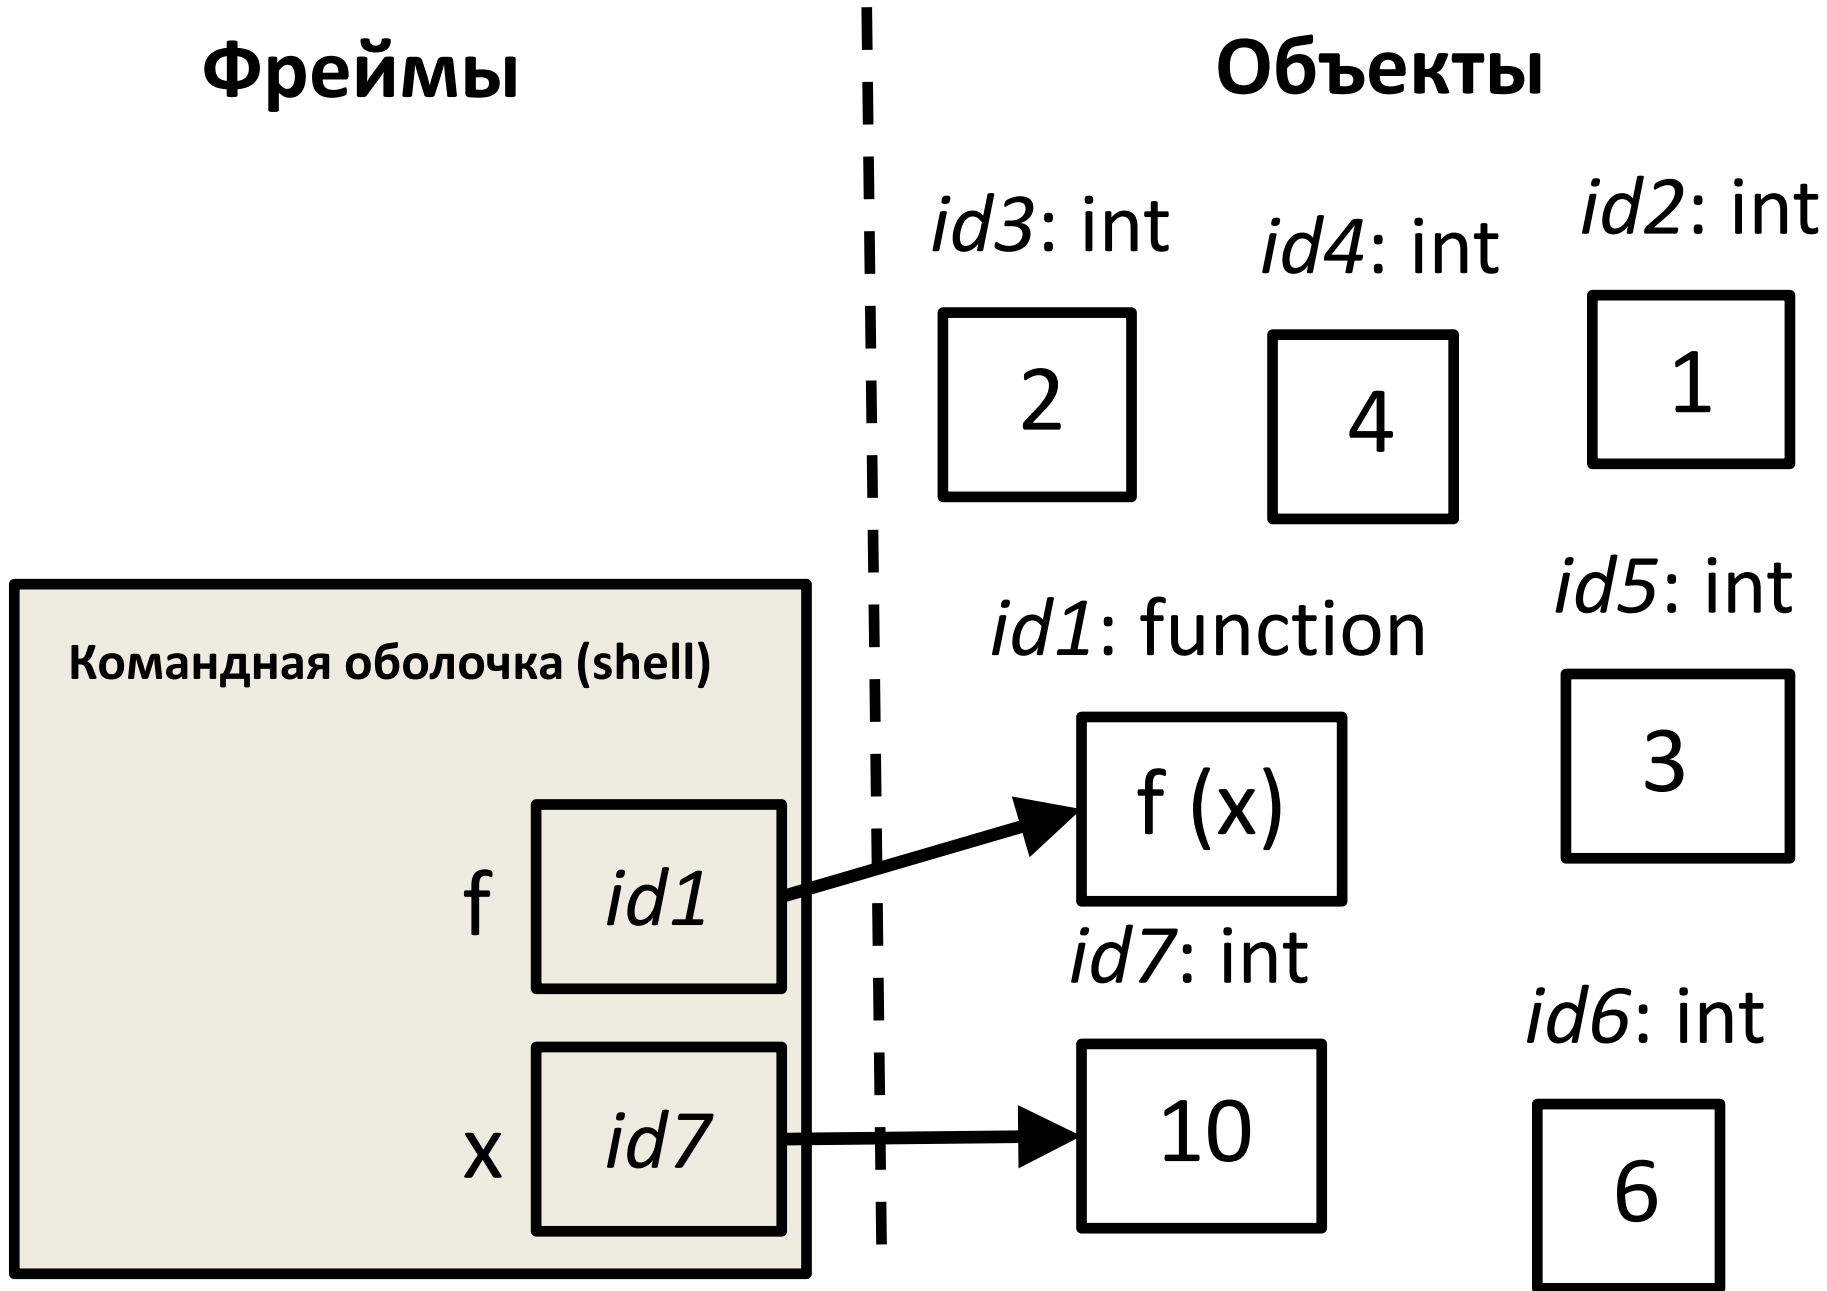 Фреймы
Объекты
id3: int
id4: int
id2: int
2
4
1
id1: function
id5: int
Командная оболочка (shell)
f (x)
3
f id1
id7: int
id6: int
x id7
10
6